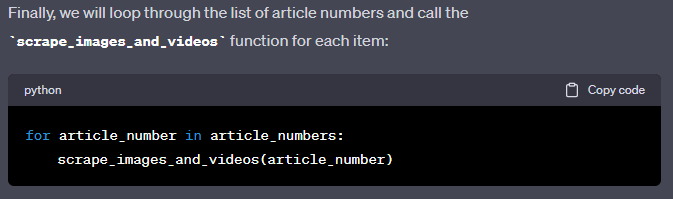 Finally, we will loop through the list of article numbers and call the
`scrape_images_and_videos` function for each item:
python
Copy code
for article_number in article_numbers:
    scrape_images_and_videos(article_number)